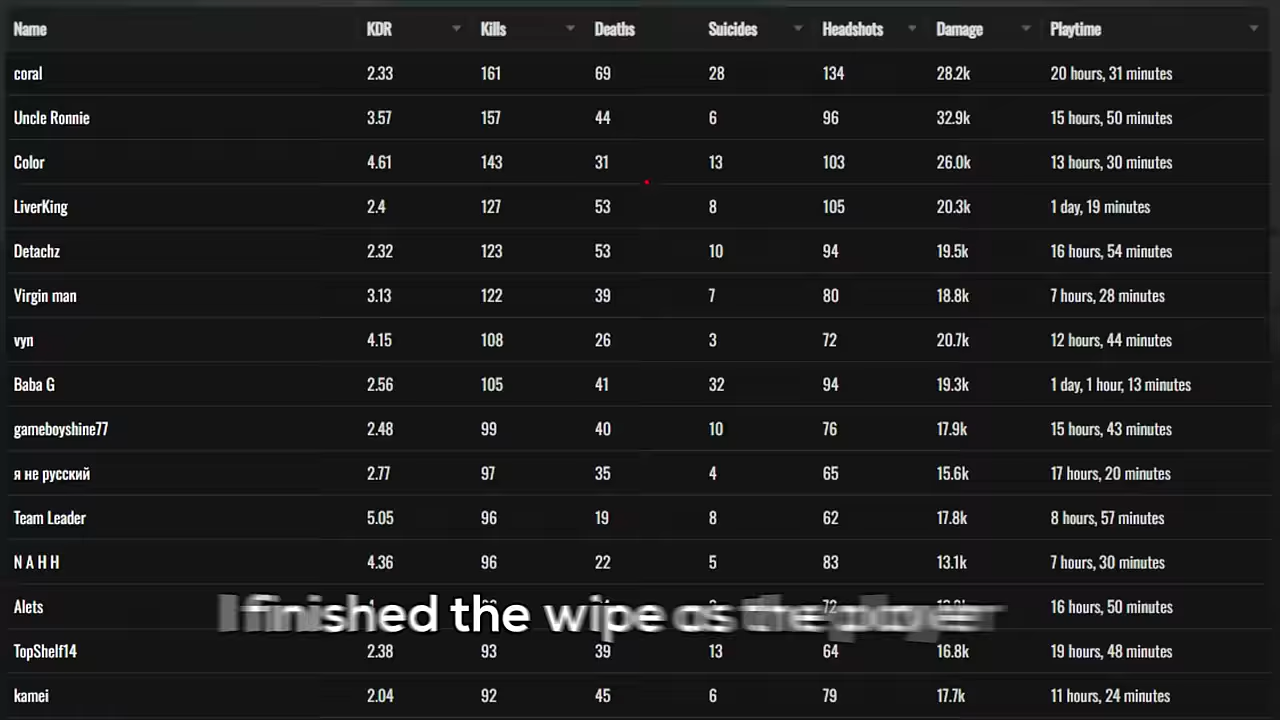 Name KDR Kills Deaths Suicides Headshots Damage Playtime
coral 2.33 161 69 28 134 28.2k 20 hours, 31 minutes
Uncle Ronnie 3.57 157 44 6 96 32.9k 15 hours, 50 minutes
Color 4.61 143 31 13 103 26.0k 13 hours, 30 minutes
LiverKing 2.4 127 53 8 105 20.3k 1 day, 19 minutes
Detachz 2.32 123 53 10 94 19.5k 16 hours, 54 minutes
Virgin man 3.13 122 39 7 80 18.8k 7 hours, 28 minutes
vyn 4.15 108 26 3 72 20.7k 12 hours, 44 minutes
Baba G 2.56 105 41 32 94 19.3k 1 day, 1 hour, 13 minutes
gameboyshine77 2.48 99 40 10 76 17.9k 15 hours, 43 minutes
я не русский 2.77 97 35 4 65 15.6k 17 hours, 20 minutes
Team Leader 5.05 96 19 8 62 17.8k 8 hours, 57 minutes
N A H H 4.36 96 22 5 83 13.1k 7 hours, 30 minutes
Alets 72 16 hours, 50 minutes
I finished the wipe as the player
TopShelf14 2.38 93 39 13 64 16.8k 19 hours, 48 minutes
kamei 2.04 92 45 6 79 17.7k 11 hours, 24 minutes